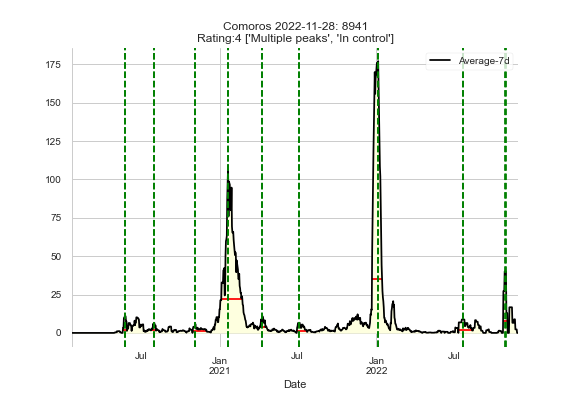 Comoros 2022-11-28: 8941
Rating:4 ['Multiple peaks', 'In control']
Average-7d
175
150
125
100
75
50
25
0
Jul
Jan
2021
Jul
Jan
2022
Jul
Date